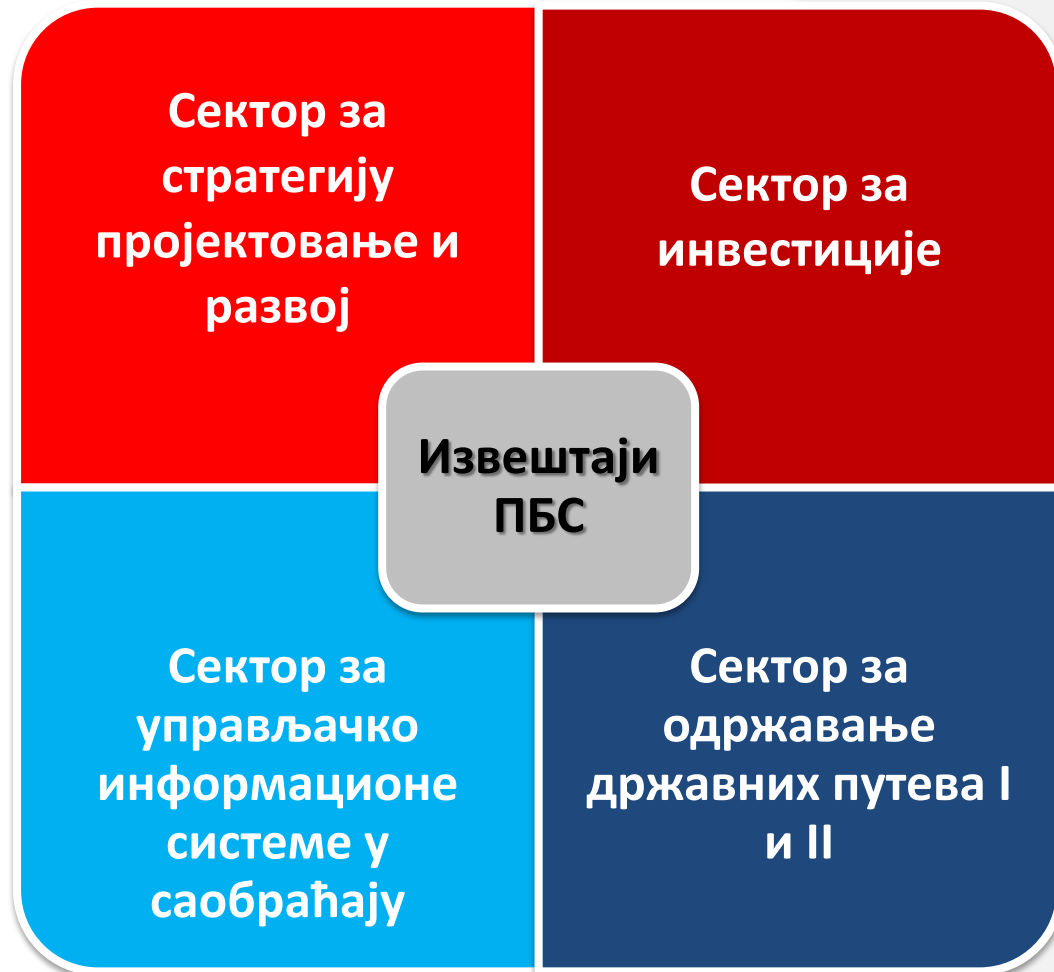 Сектор за
стратегију
пројектовање и
развој
Сектор за
инвестиције
Извештаји
ПБС
Сектор за
управљачко
информационе
системе у
саобраћају
Сектор за
одржавање
државних путева I
и II